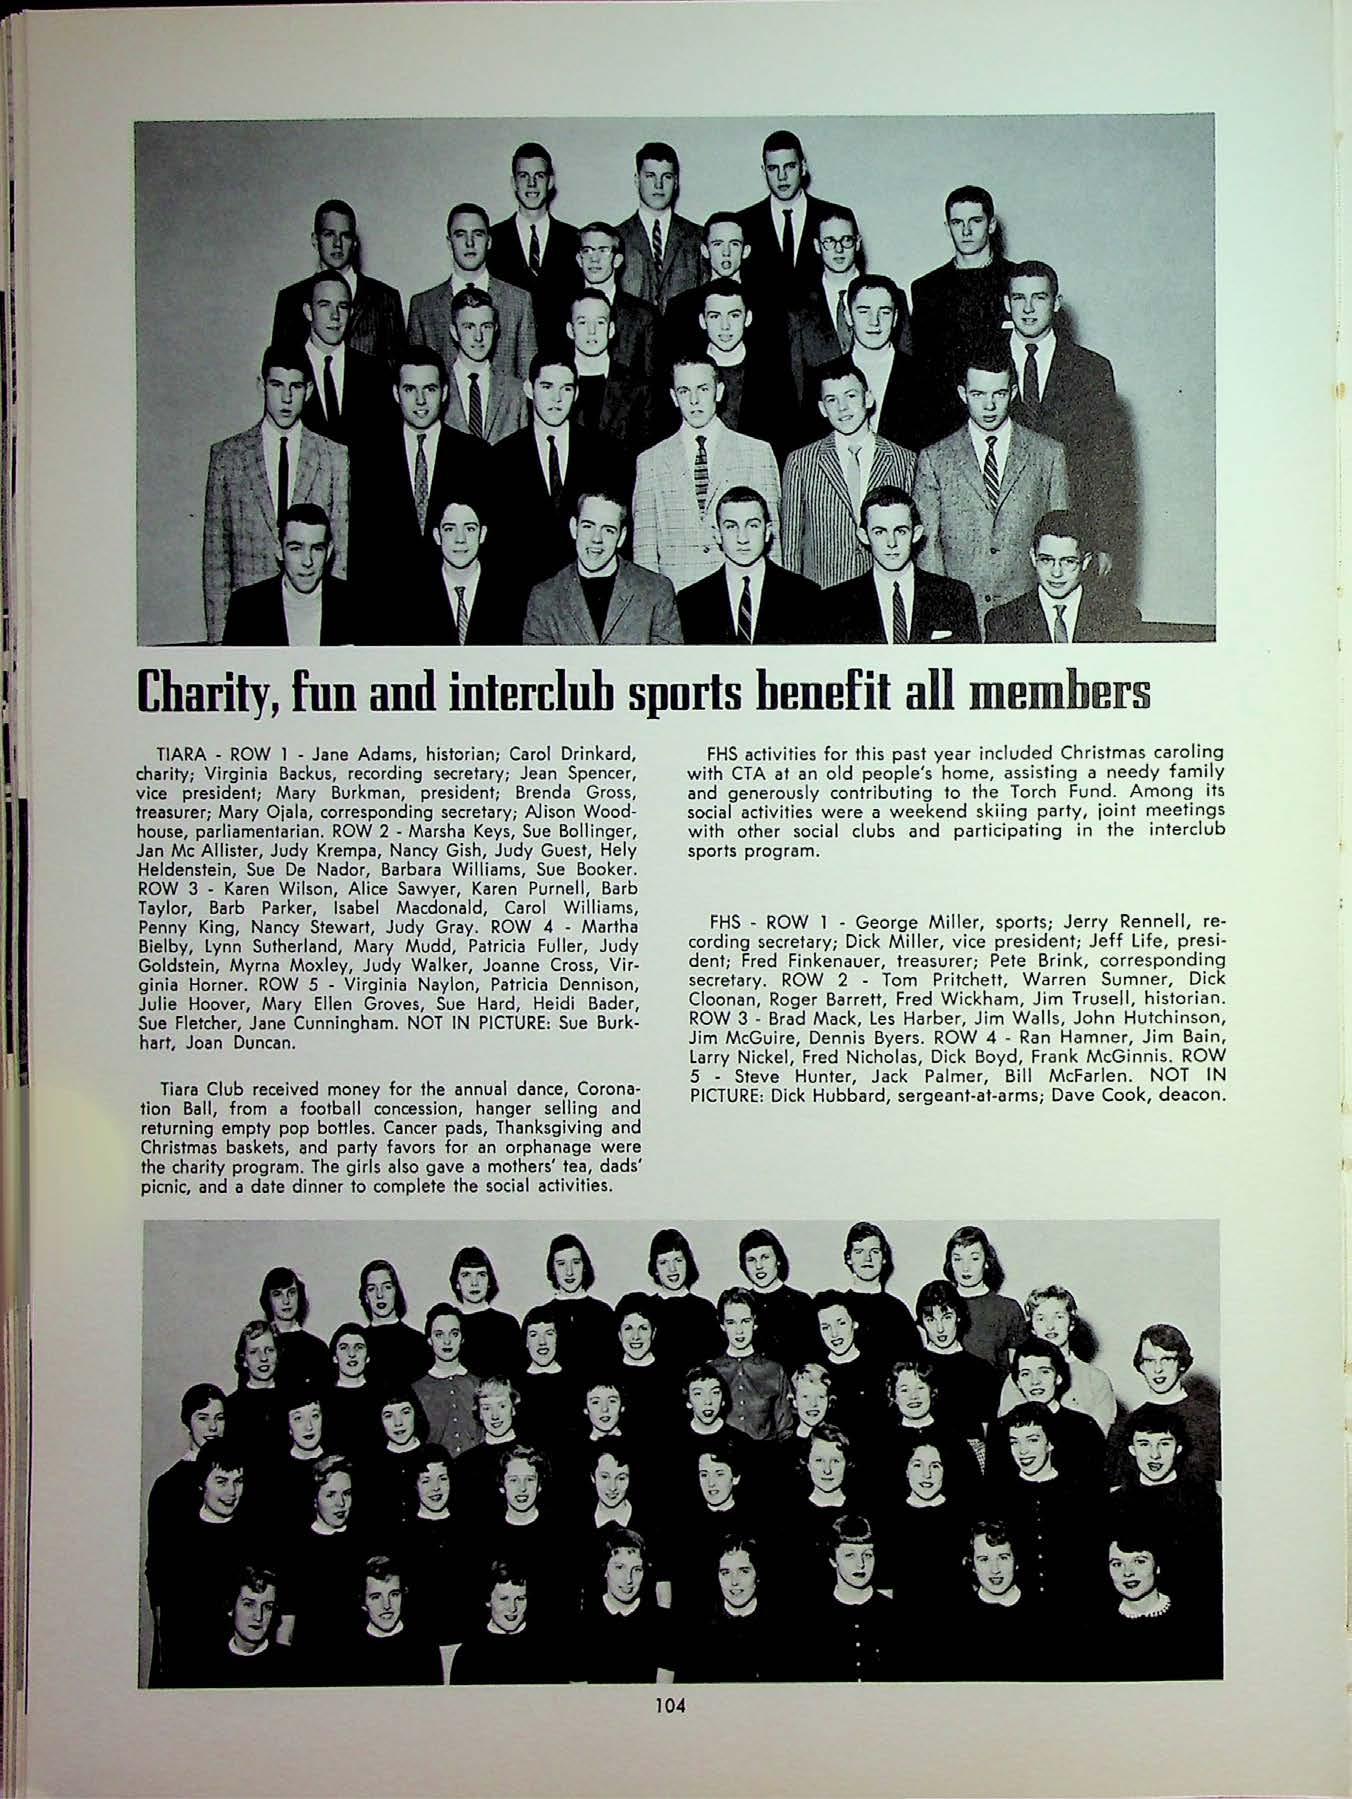 Charity, fun and interclub sports benefit all members
TIARA - ROW 1 - Jane Adams, historian; Carol Drinkard,
charity; Virginia Backus, recording secretary; Jean Spencer,
vice president; Mary Burkman, president; Brenda Gross,
treasurer; Mary Ojala, corresponding secretary; Alison Wood-
house, parliamentarian. ROW 2 - Marsha Keys, Sue Bollinger,
Jan Mc Allister, Judy Krempa, Nancy Gish, Judy Guest, Hely
Heldenstein, Sue De Nador, Barbara Williams, Sue Booker.
ROW 3 - Karen Wilson, Alice Sawyer, Karen Purnell, Barb
Taylor, Barb Parker, Isabel Macdonald, Carol Williams,
Penny King, Nancy Stewart, Judy Gray. ROW 4 - Martha
Bielby, Lynn Sutherland, Mary Mudd, Patricia Fuller, Judy
Goldstein, Myrna Moxley, Judy Walker, Joanne Cross, Vir-
ginia Horner. ROW 5 - Virginia Naylon, Patricia Dennison,
Julie Hoover, Mary Ellen Groves, Sue Hard, Heidi Bader,
Sue Fletcher, Jane Cunningham. NOT IN PICTURE: Sue Burk-
hart, Joan Duncan.
Tiara Club received money for the annual dance, Corona-
tion Ball, from a football concession, hanger selling and
returning empty pop bottles. Cancer pads, Thanksgiving and
Christmas baskets, and party favors for an orphanage were
the charity program. The girls also gave a mothers' tea, dads'
picnic, and a date dinner to complete the social activities.
FHS activities for this past year included Christmas caroling
with CTA at an old people's home, assisting a needy family
and generously contributing to the Torch Fund. Among its
social activities were a weekend skiing party, joint meetings
with other social clubs and participating in the interclub
sports program.
FHS - ROW 1 - George Miller, sports; Jerry Rennell, re-
cording secretary; Dick Miller, vice president; Jeff Life, presi-
dent; Fred Finkenauer, treasurer; Pete Brink, corresponding
secretary. ROW 2 - Tom Pritchett, Warren Sumner, Dick
Cloonan, Roger Barrett, Fred Wickham, Jim Trusell, historian.
ROW 3 - Brad Mack, Les Harber, Jim Walls, John Hutchinson,
Jim McGuire, Dennis Byers. ROW 4 - Ran Hamner, Jim Bain,
Larry Nickel, Fred Nicholas, Dick Boyd, Frank McGinnis. ROW
5 - Steve Hunter, Jack Palmer, Bill McFarlen. NOT IN
PICTURE: Dick Hubbard, sergeant-at-arms; Dave Cook, deacon.
104